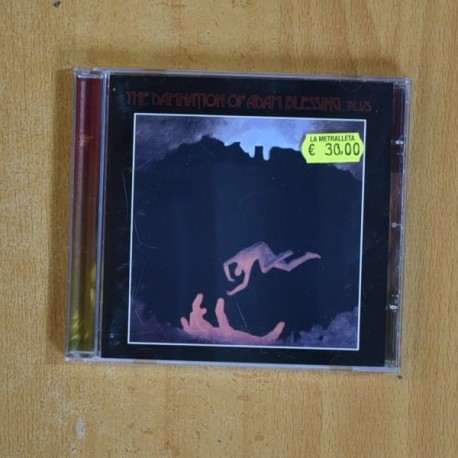 THE DAMNATION OF ADAM BLESSING PLUS
LA METRALLETA
€ 30.00